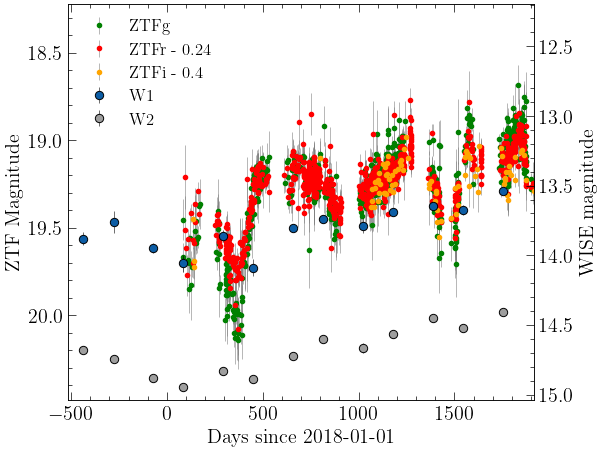 ZTFg
ZTFr - 0.24
ZTFi - 0.4
W1
W2
18.5
19.0
19.5
20.0
ZTF Magnitude
12.5
13.0
13.5
14.0
14.5
15.0
WISE magnitude
−500
0
500
1000
1500
Days since 2018-01-01